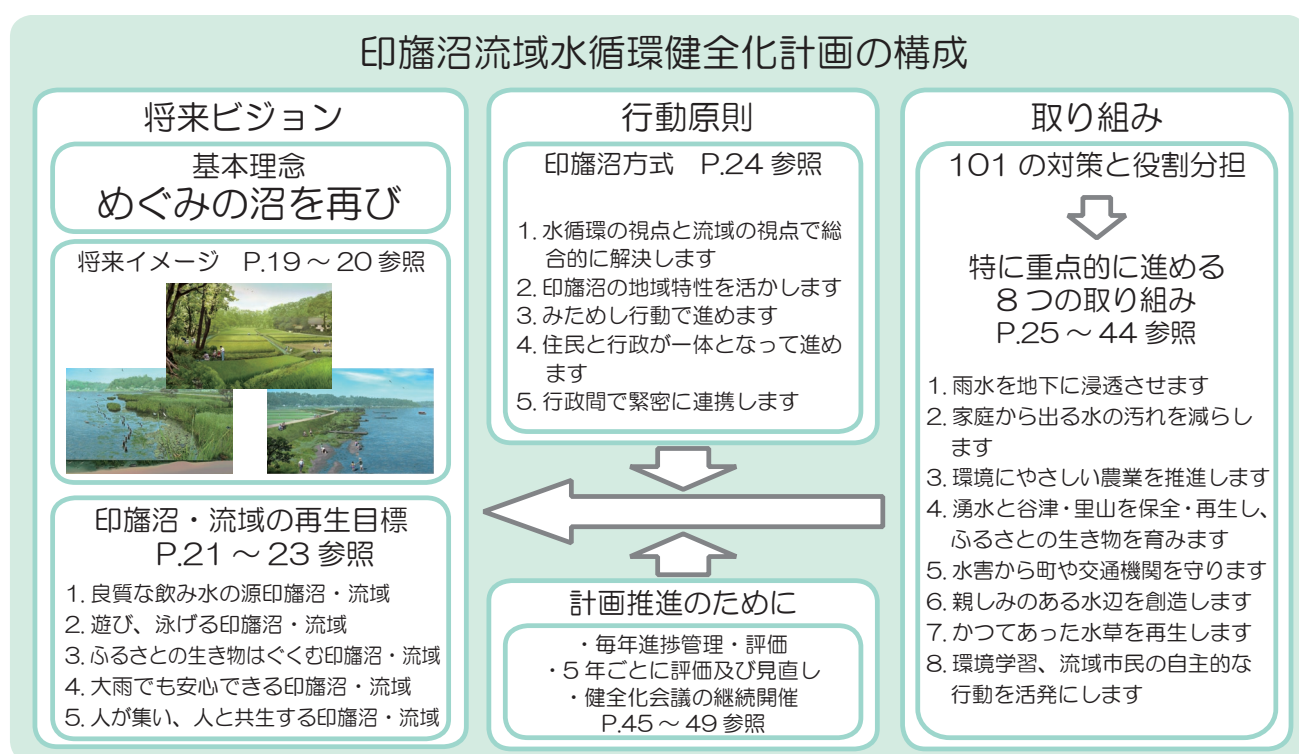 印旛沼流域水循環健全化計画の構成
将来ビジョン
基本理念
めぐみの沼を再び
将来イメージ P.19～20 参照
印旛沼・流域の再生目標
P.21～23 参照
1. 良質な飲み水の源印旛沼・流域
2. 遊び、泳げる印旛沼・流域
3. ふるさとの生き物はぐくむ印旛沼・流域
4. 大雨でも安心できる印旛沼・流域
5. 人が集い、人と共生する印旛沼・流域
行動原則
印旛沼方式 P.24 参照
1. 水循環の視点と流域の視点で総
合的に解決します
2. 印旛沼の地域特性を活かします
3. みためし行動で進めます
4. 住民と行政が一体となって進め
ます
5. 行政間で緊密に連携します
計画推進のために
・毎年進捗管理・評価
・5 年ごとに評価及び見直し
・健全化会議の継続開催
P.45～49 参照
取り組み
101 の対策と役割分担
特に重点的に進める
8 つの取り組み
P.25～44 参照
1. 雨水を地下に浸透させます
2. 家庭から出る水の汚れを減らし
ます
3. 環境にやさしい農業を推進します
4. 湧水と谷津・里山を保全・再生し、
ふるさとの生き物を育みます
5. 水害から町や交通機関を守ります
6. 親しみのある水辺を創造します
7. かつてあった水草を再生します
8. 環境学習、流域市民の自主的な
行動を活発にします